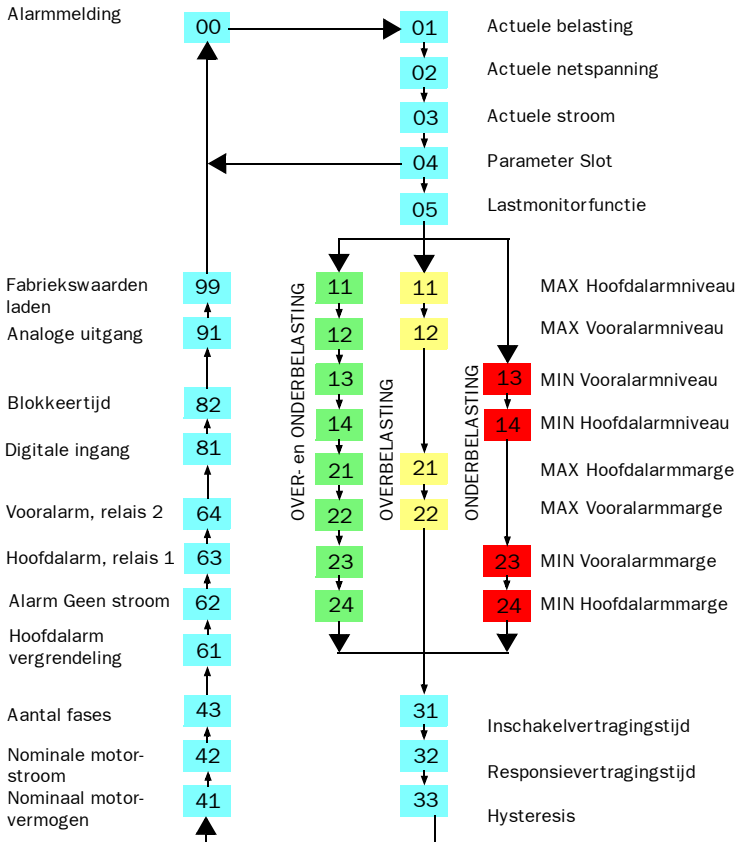 Alarmmelding
00
01
Actuele belasting
02
Actuele netspanning
03
Actuele stroom
04
Parameter Slot
05
Lastmonitorfunctie
Fabriekswaarden
laden
99
11
11
MAX Hoofdalarmniveau
Analoge uitgang
91
12
12
MAX Vooralarmniveau
13
13
MIN Vooralarmniveau
Blokkeertijd
82
14
14
MIN Hoofdalarmniveau
Digitale ingang
81
21
21
MAX Hoofdalarmmarge
Vooralarm, relais 2
64
22
22
MAX Vooralarmmarge
OVER- en ONDERBELASTING
OVERBELASTING
ONDERBELASTING
Hoofdalarm, relais 1
63
23
23
MIN Vooralarmmarge
Alarm Geen stroom
62
24
24
MIN Hoofdalarmmarge
Hoofdalarm
vergrendeling
61
Aantal fases
43
31
Inschakelvertragingstijd
Nominale motor-
stroom
42
32
Responsievertragingstijd
Nominaal motor-
vermogen
41
33
Hysteresis